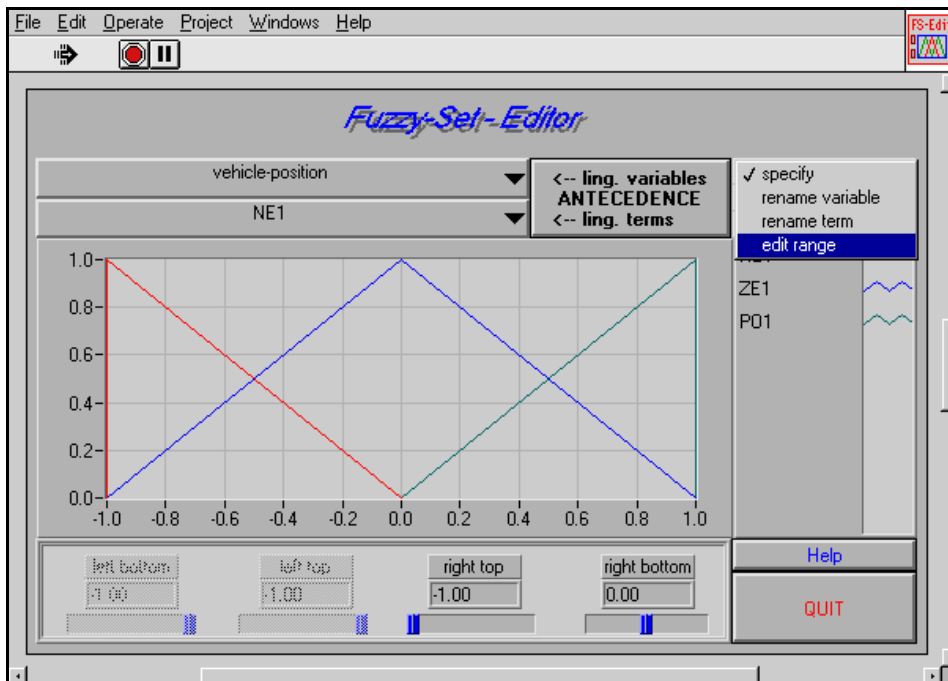 File Edit Operate Project Windows Help
FS-Edit
Fuzzy-Set-Editor
vehicle-position
NE1
<-- ling. variables
ANTECEDENCE
<-- ling. terms
✓ specify
rename variable
rename term
edit range
ZE1
PO1
1.0
0.8
0.6
0.4
0.2
0.0
-1.0 -0.8 -0.6 -0.4 -0.2 0.0 0.2 0.4 0.6 0.8 1.0
left bottom left top right top right bottom
-1.00 -1.00 -1.00 0.00
Help
QUIT